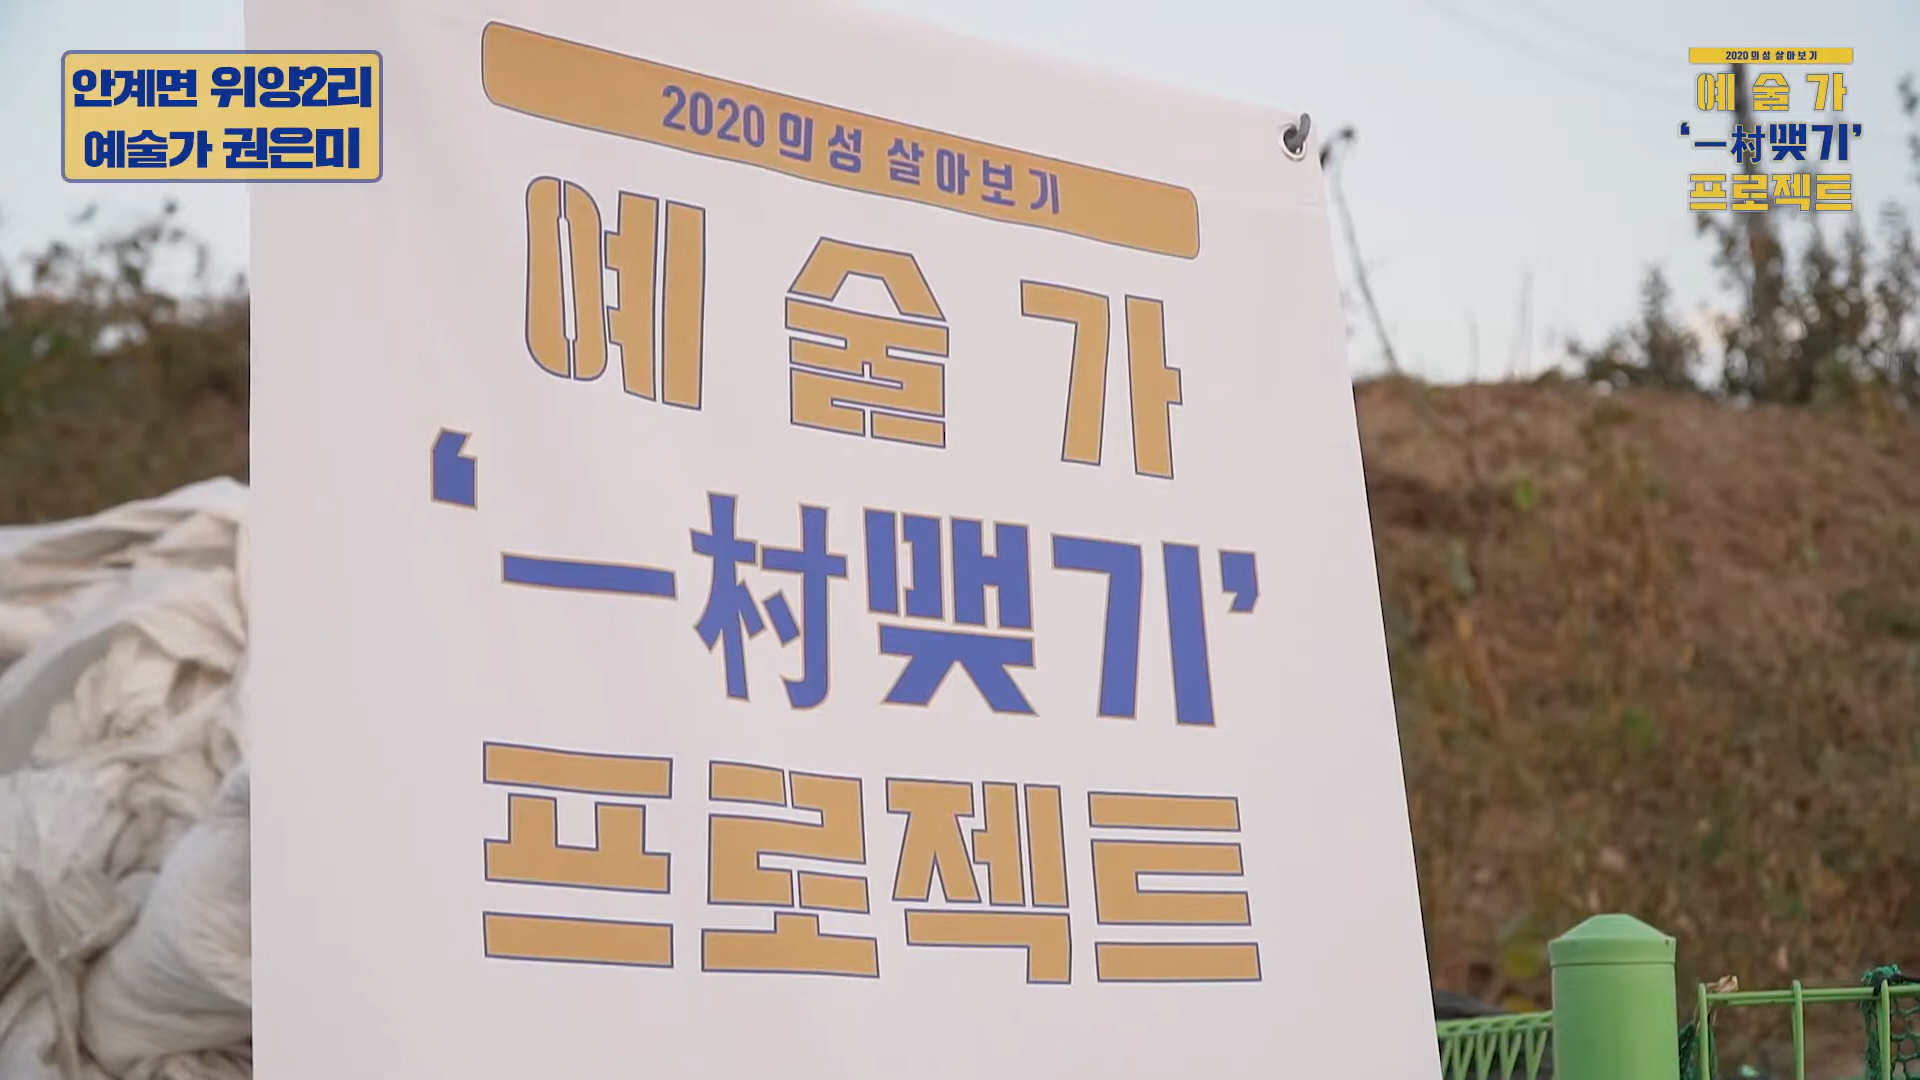 안계면 위양2리
예술가 권은미
2020 의성 살아보기
예술가
‘一村맺기’
프로젝트
2020 의성 살아보기
예술가
‘一村맺기’
프로젝트